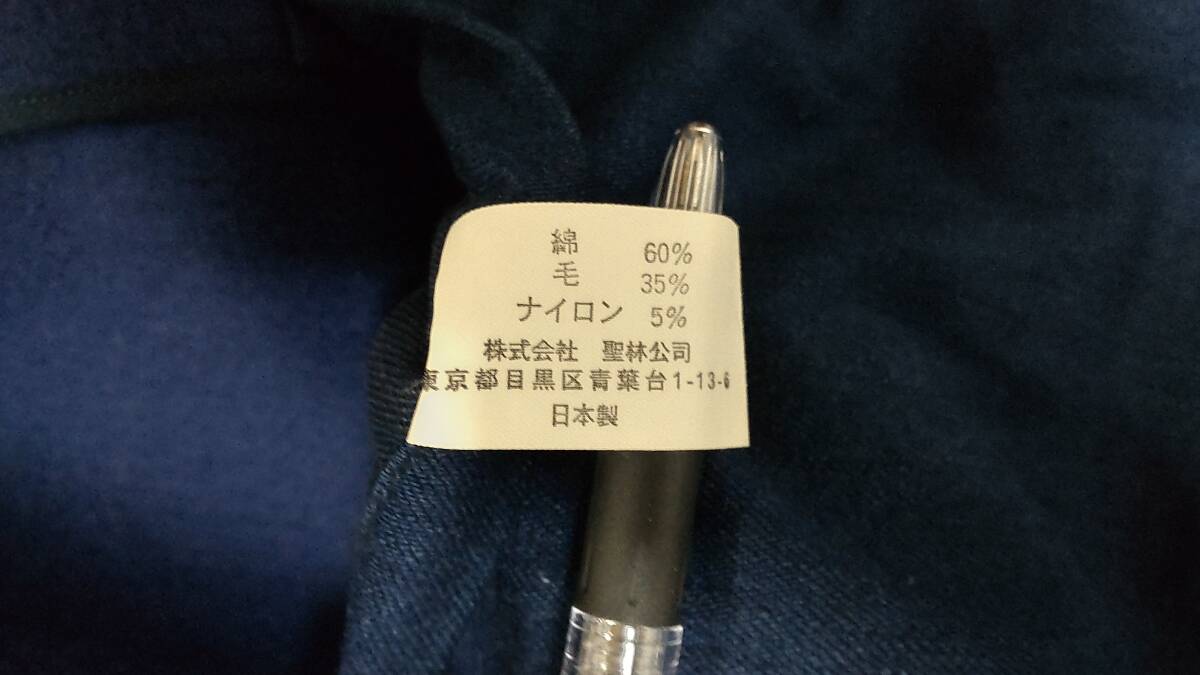 綿 60%
毛 35%
ナイロン 5%
株式会社 聖林公司
東京都目黒区青葉台1-13-6
日本製